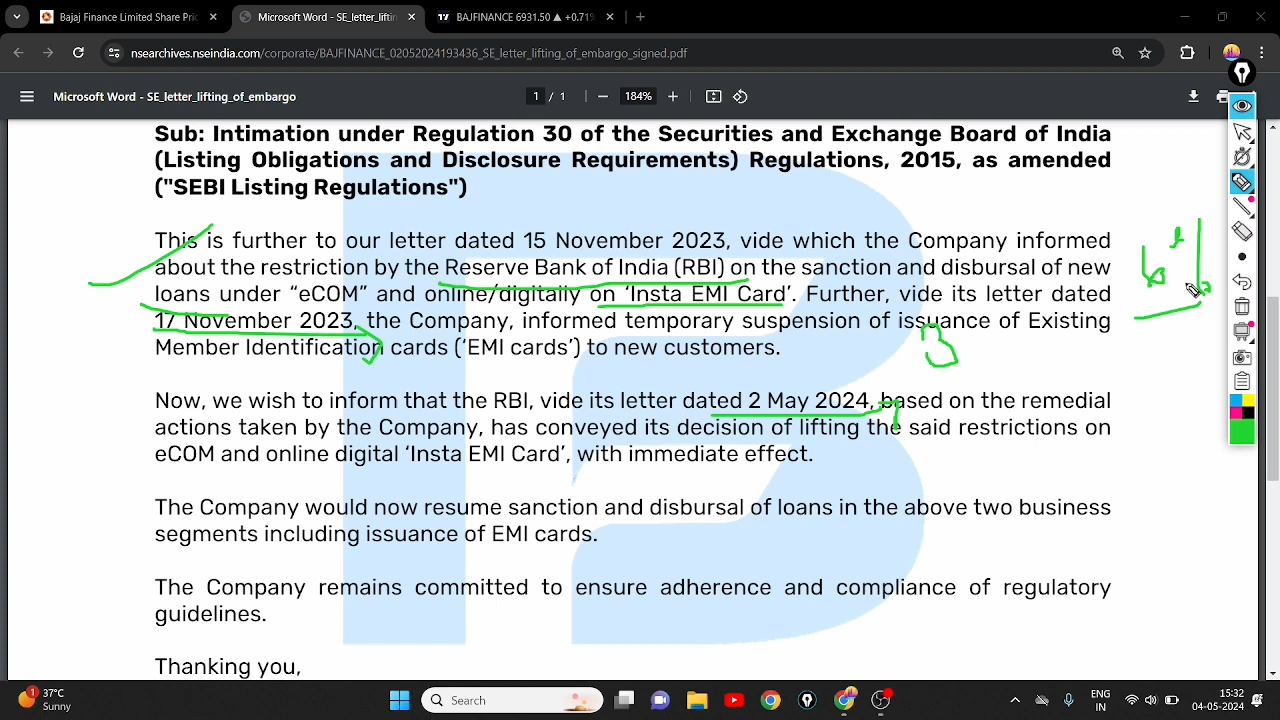 Bajaj Finance Limited Share Pric
Microsoft Word - SE_letter_liftin
BAJFINANCE 6931.50 ▲ +0.71%
nsearchives.nseindia.com/corporate/BAJFINANCE_02052024193436_SE_letter_lifting_of_embargo_signed.pdf
Microsoft Word - SE_letter_lifting_of_embargo
1 / 1
184%
Sub: Intimation under Regulation 30 of the Securities and Exchange Board of India
(Listing Obligations and Disclosure Requirements) Regulations, 2015, as amended
("SEBI Listing Regulations")
This is further to our letter dated 15 November 2023, vide which the Company informed
about the restriction by the Reserve Bank of India (RBI) on the sanction and disbursal of new
loans under “eCOM” and online/digitally on ‘Insta EMI Card’. Further, vide its letter dated
17 November 2023, the Company, informed temporary suspension of issuance of Existing
Member Identification cards (‘EMI cards’) to new customers.
3
Now, we wish to inform that the RBI, vide its letter dated 2 May 2024, based on the remedial
actions taken by the Company, has conveyed its decision of lifting the said restrictions on
eCOM and online digital ‘Insta EMI Card’, with immediate effect.
The Company would now resume sanction and disbursal of loans in the above two business
segments including issuance of EMI cards.
The Company remains committed to ensure adherence and compliance of regulatory
guidelines.
Thanking you,
1
37°C
Sunny
Search
ENG
IN
15:32
04-05-2024